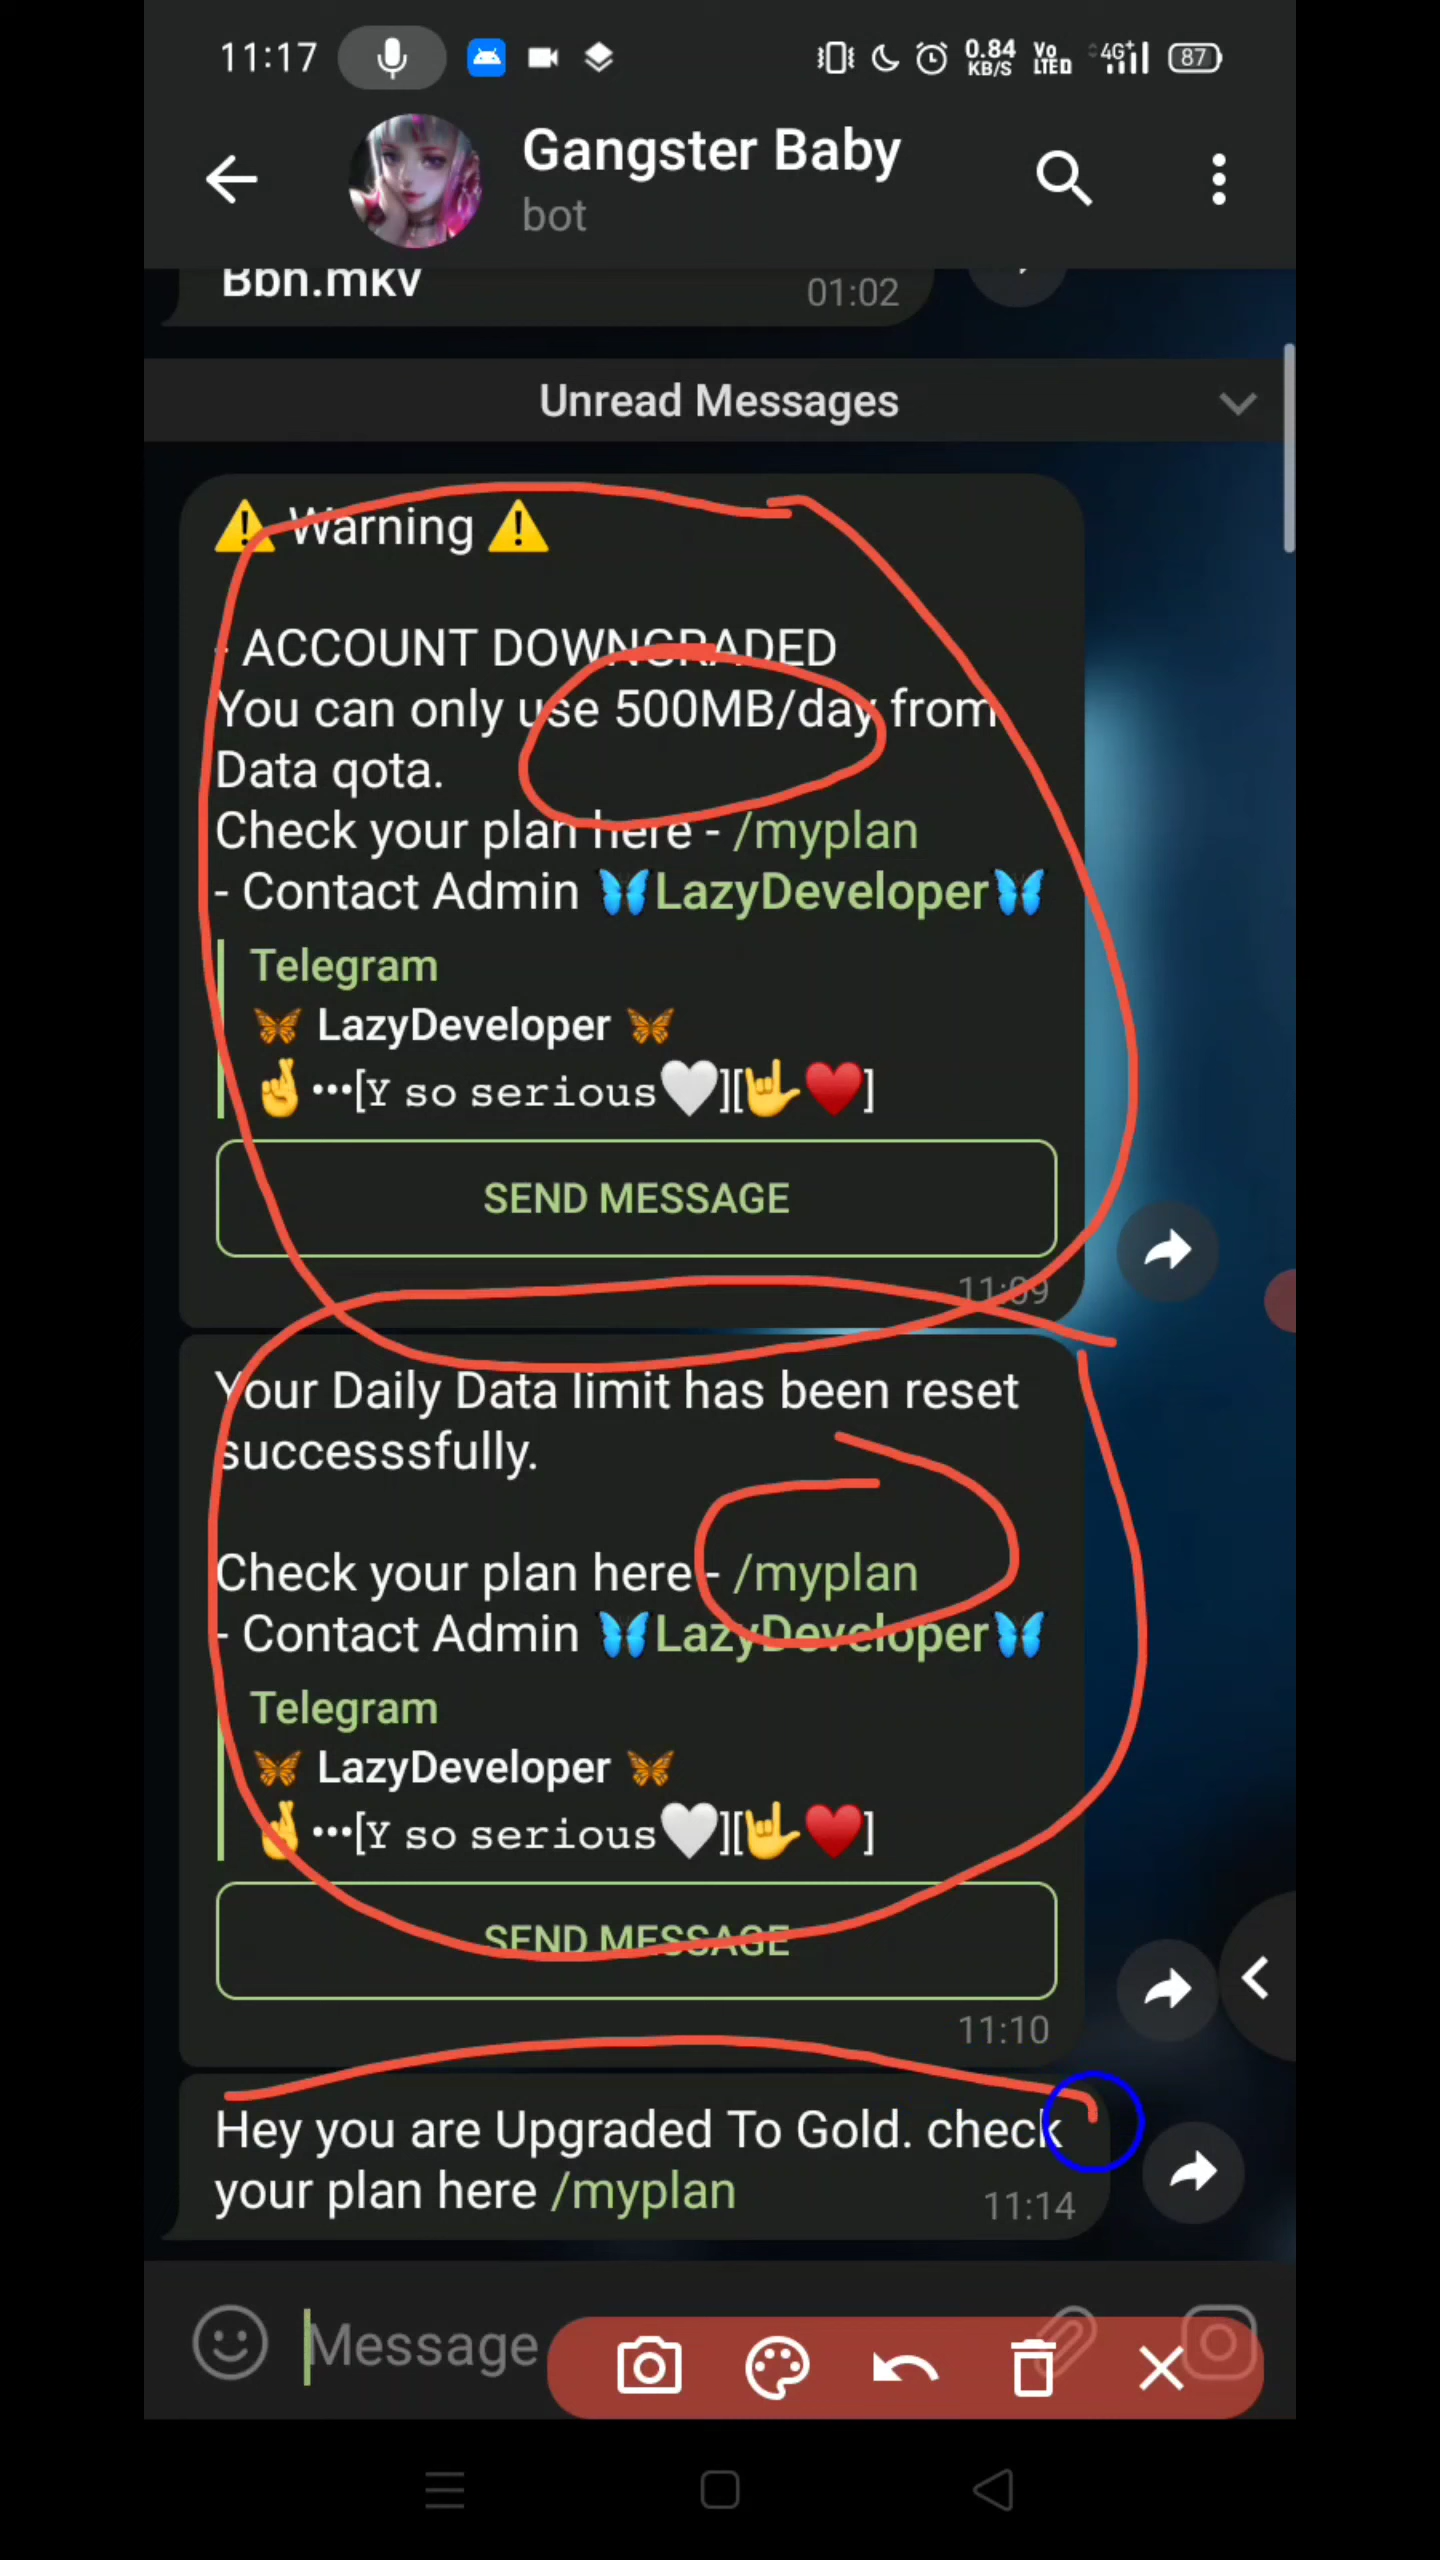 11:17
0.84 KB/S
Vo LTE
4G+
87
Gangster Baby
bot
Bbh.mkv
01:02
Unread Messages
⚠️ Warning ⚠️
- ACCOUNT DOWNGRADED
You can only use 500MB/day from
Data qota.
Check your plan here - /myplan
- Contact Admin 🦋LazyDeveloper🦋
Telegram
🦋 LazyDeveloper 🦋
🤞•••[Y so serious🤍][🤟♥️]
SEND MESSAGE
11:09
Your Daily Data limit has been reset
successsfully.
Check your plan here - /myplan
- Contact Admin 🦋LazyDeveloper🦋
Telegram
🦋 LazyDeveloper 🦋
🤞•••[Y so serious🤍][🤟♥️]
SEND MESSAGE
11:10
Hey you are Upgraded To Gold. check
your plan here /myplan
11:14
Message